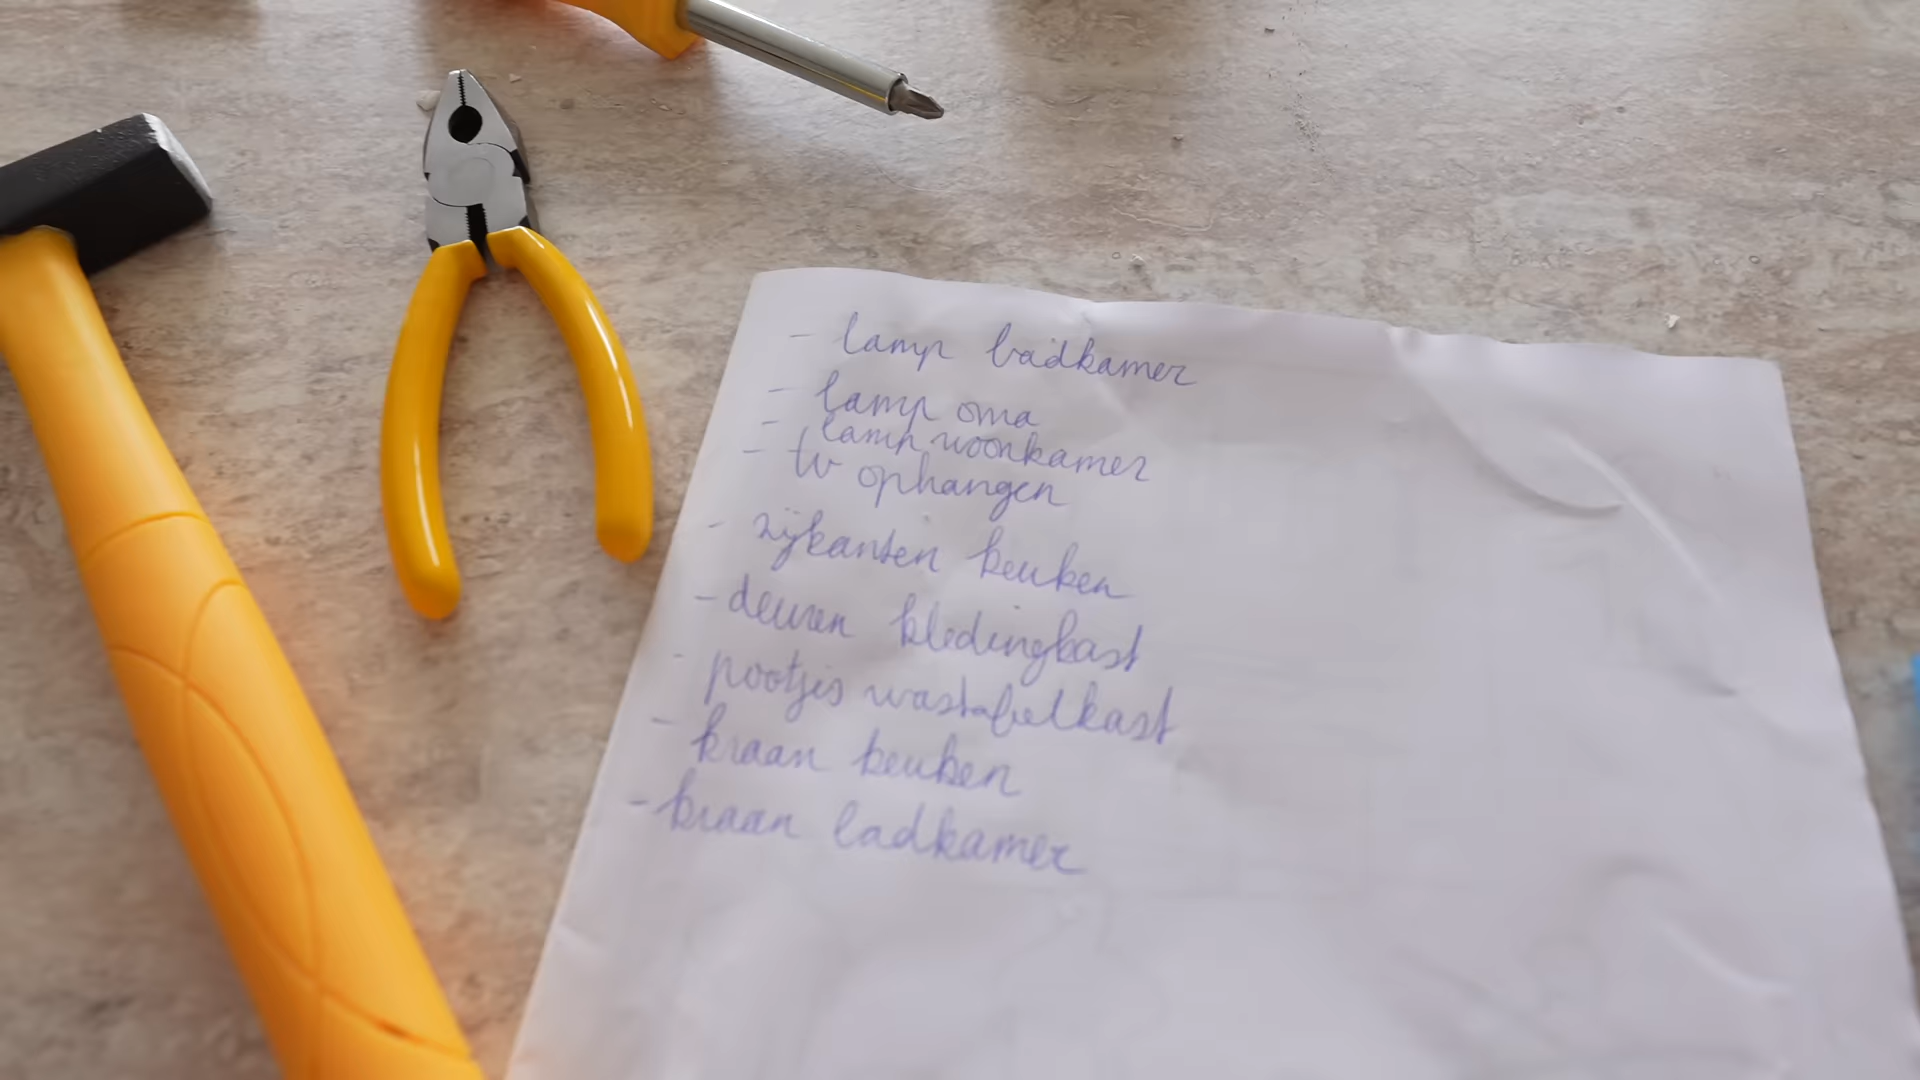 - lamp badkamer
- lamp oma
- lamp woonkamer
- tv ophangen
- zijkanten keuken
- deuren kledingkast
- pootjes wastafelkast
- kraan keuken
- kraan badkamer